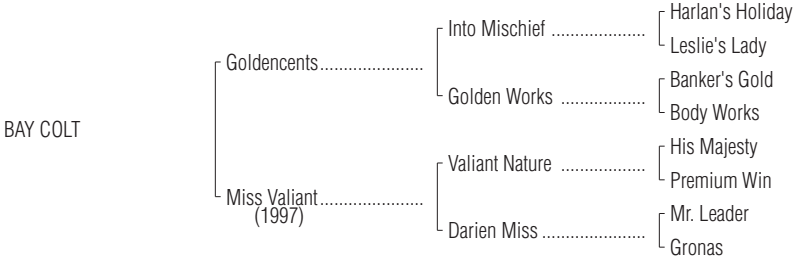 Harlan's Holiday
Into Mischief ....................
Leslie's Lady
Goldencents......................
Banker's Gold
Golden Works ..................
Body Works
BAY COLT
His Majesty
Valiant Nature ..................
Premium Win
Miss Valiant......................
(1997)
Mr. Leader
Darien Miss ......................
Gronas